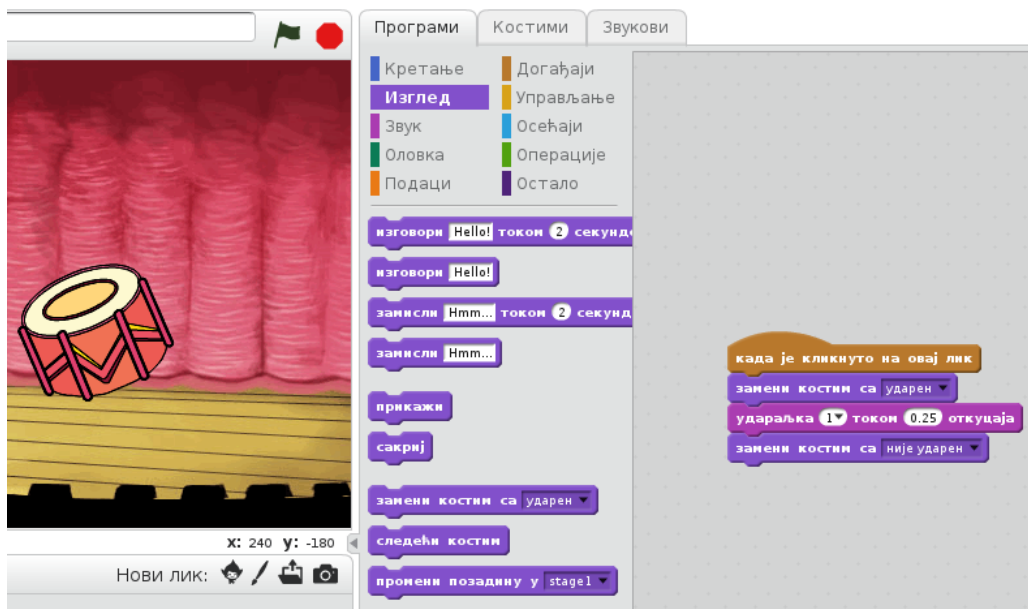 Програми Костими Звукови
Кретање Догађаји
Изглед Управљање
Звук Осећаји
Оловка Операције
Подаци Остало
изговори Hello! током 2 секунде
изговори Hello!
замисли Hmm... током 2 секунд
замисли Hmm...
прикажи
сакриј
замени костим са ударен
следећи костим
промени позадину у stage1
када је кликнуто на овај лик
замени костим са ударен
удараљка 1 током 0.25 откуцаја
замени костим са није ударен
x: 240 y: -180
Нови лик: